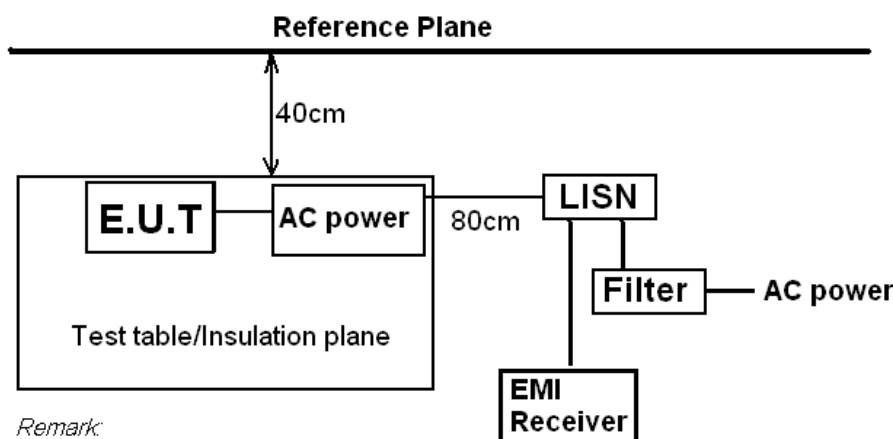 Reference Plane
40cm
E.U.T
AC power
80cm
LISN
Filter
AC power
Test table/Insulation plane
EMI
Receiver
Remark: